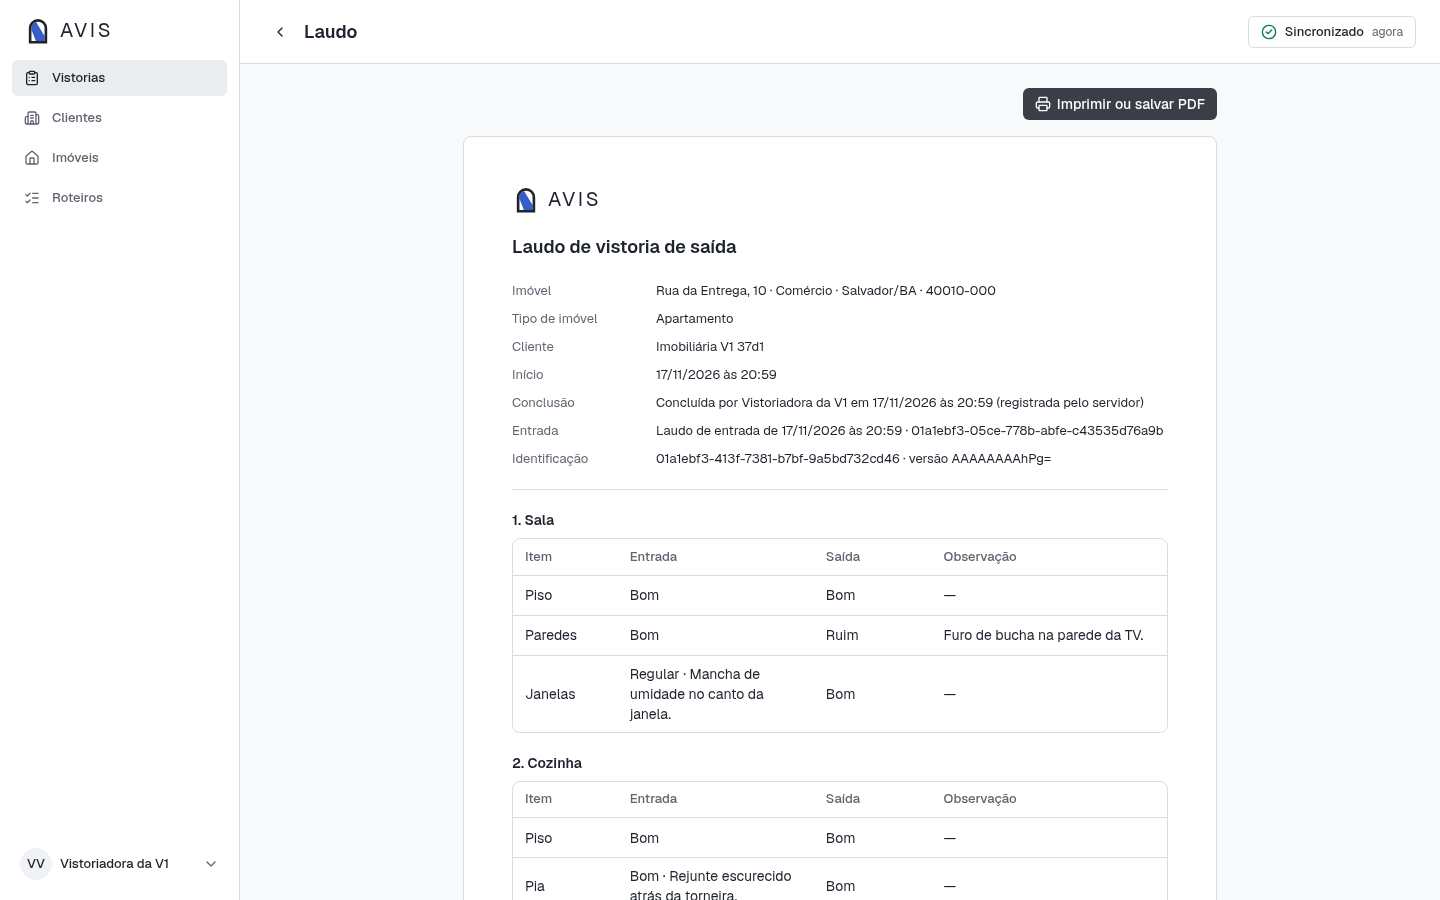 AVIS
Laudo
Sincronizado agora
Vistorias
Clientes
Imóveis
Roteiros
Imprimir ou salvar PDF
AVIS
Laudo de vistoria de saída
Imóvel Rua da Entrega, 10 · Comércio · Salvador/BA · 40010-000
Tipo de imóvel Apartamento
Cliente Imobiliária V1 37d1
Início 17/11/2026 às 20:59
Conclusão Concluída por Vistoriadora da V1 em 17/11/2026 às 20:59 (registrada pelo servidor)
Entrada Laudo de entrada de 17/11/2026 às 20:59 · 01a1ebf3-05ce-778b-abfe-c43535d76a9b
Identificação 01a1ebf3-413f-7381-b7bf-9a5bd732cd46 · versão AAAAAAAAhPg=
1. Sala
Item Entrada Saída Observação
Piso Bom Bom —
Paredes Bom Ruim Furo de bucha na parede da TV.
Janelas Regular · Mancha de
umidade no canto da
janela. Bom —
2. Cozinha
Item Entrada Saída Observação
Piso Bom Bom —
Pia Bom · Rejunte escurecido
atrás da torneira. Bom —
VV Vistoriadora da V1